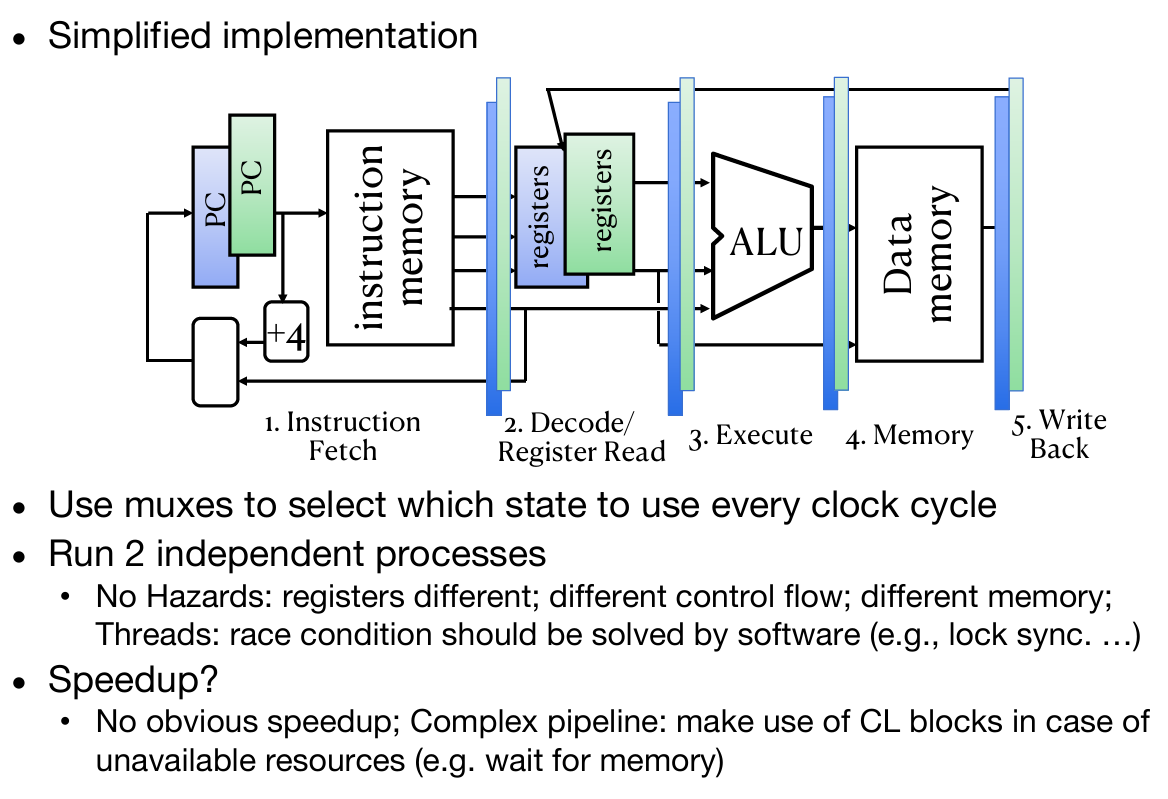 • Simplified implementation
PC
PC
+4
instruction
memory
registers
registers
ALU
Data
memory
1. Instruction
Fetch
2. Decode/
Register Read
3. Execute
4. Memory
5. Write
Back
• Use muxes to select which state to use every clock cycle
• Run 2 independent processes
• No Hazards: registers different; different control flow; different memory;
Threads: race condition should be solved by software (e.g., lock sync. …)
• Speedup?
• No obvious speedup; Complex pipeline: make use of CL blocks in case of
unavailable resources (e.g. wait for memory)